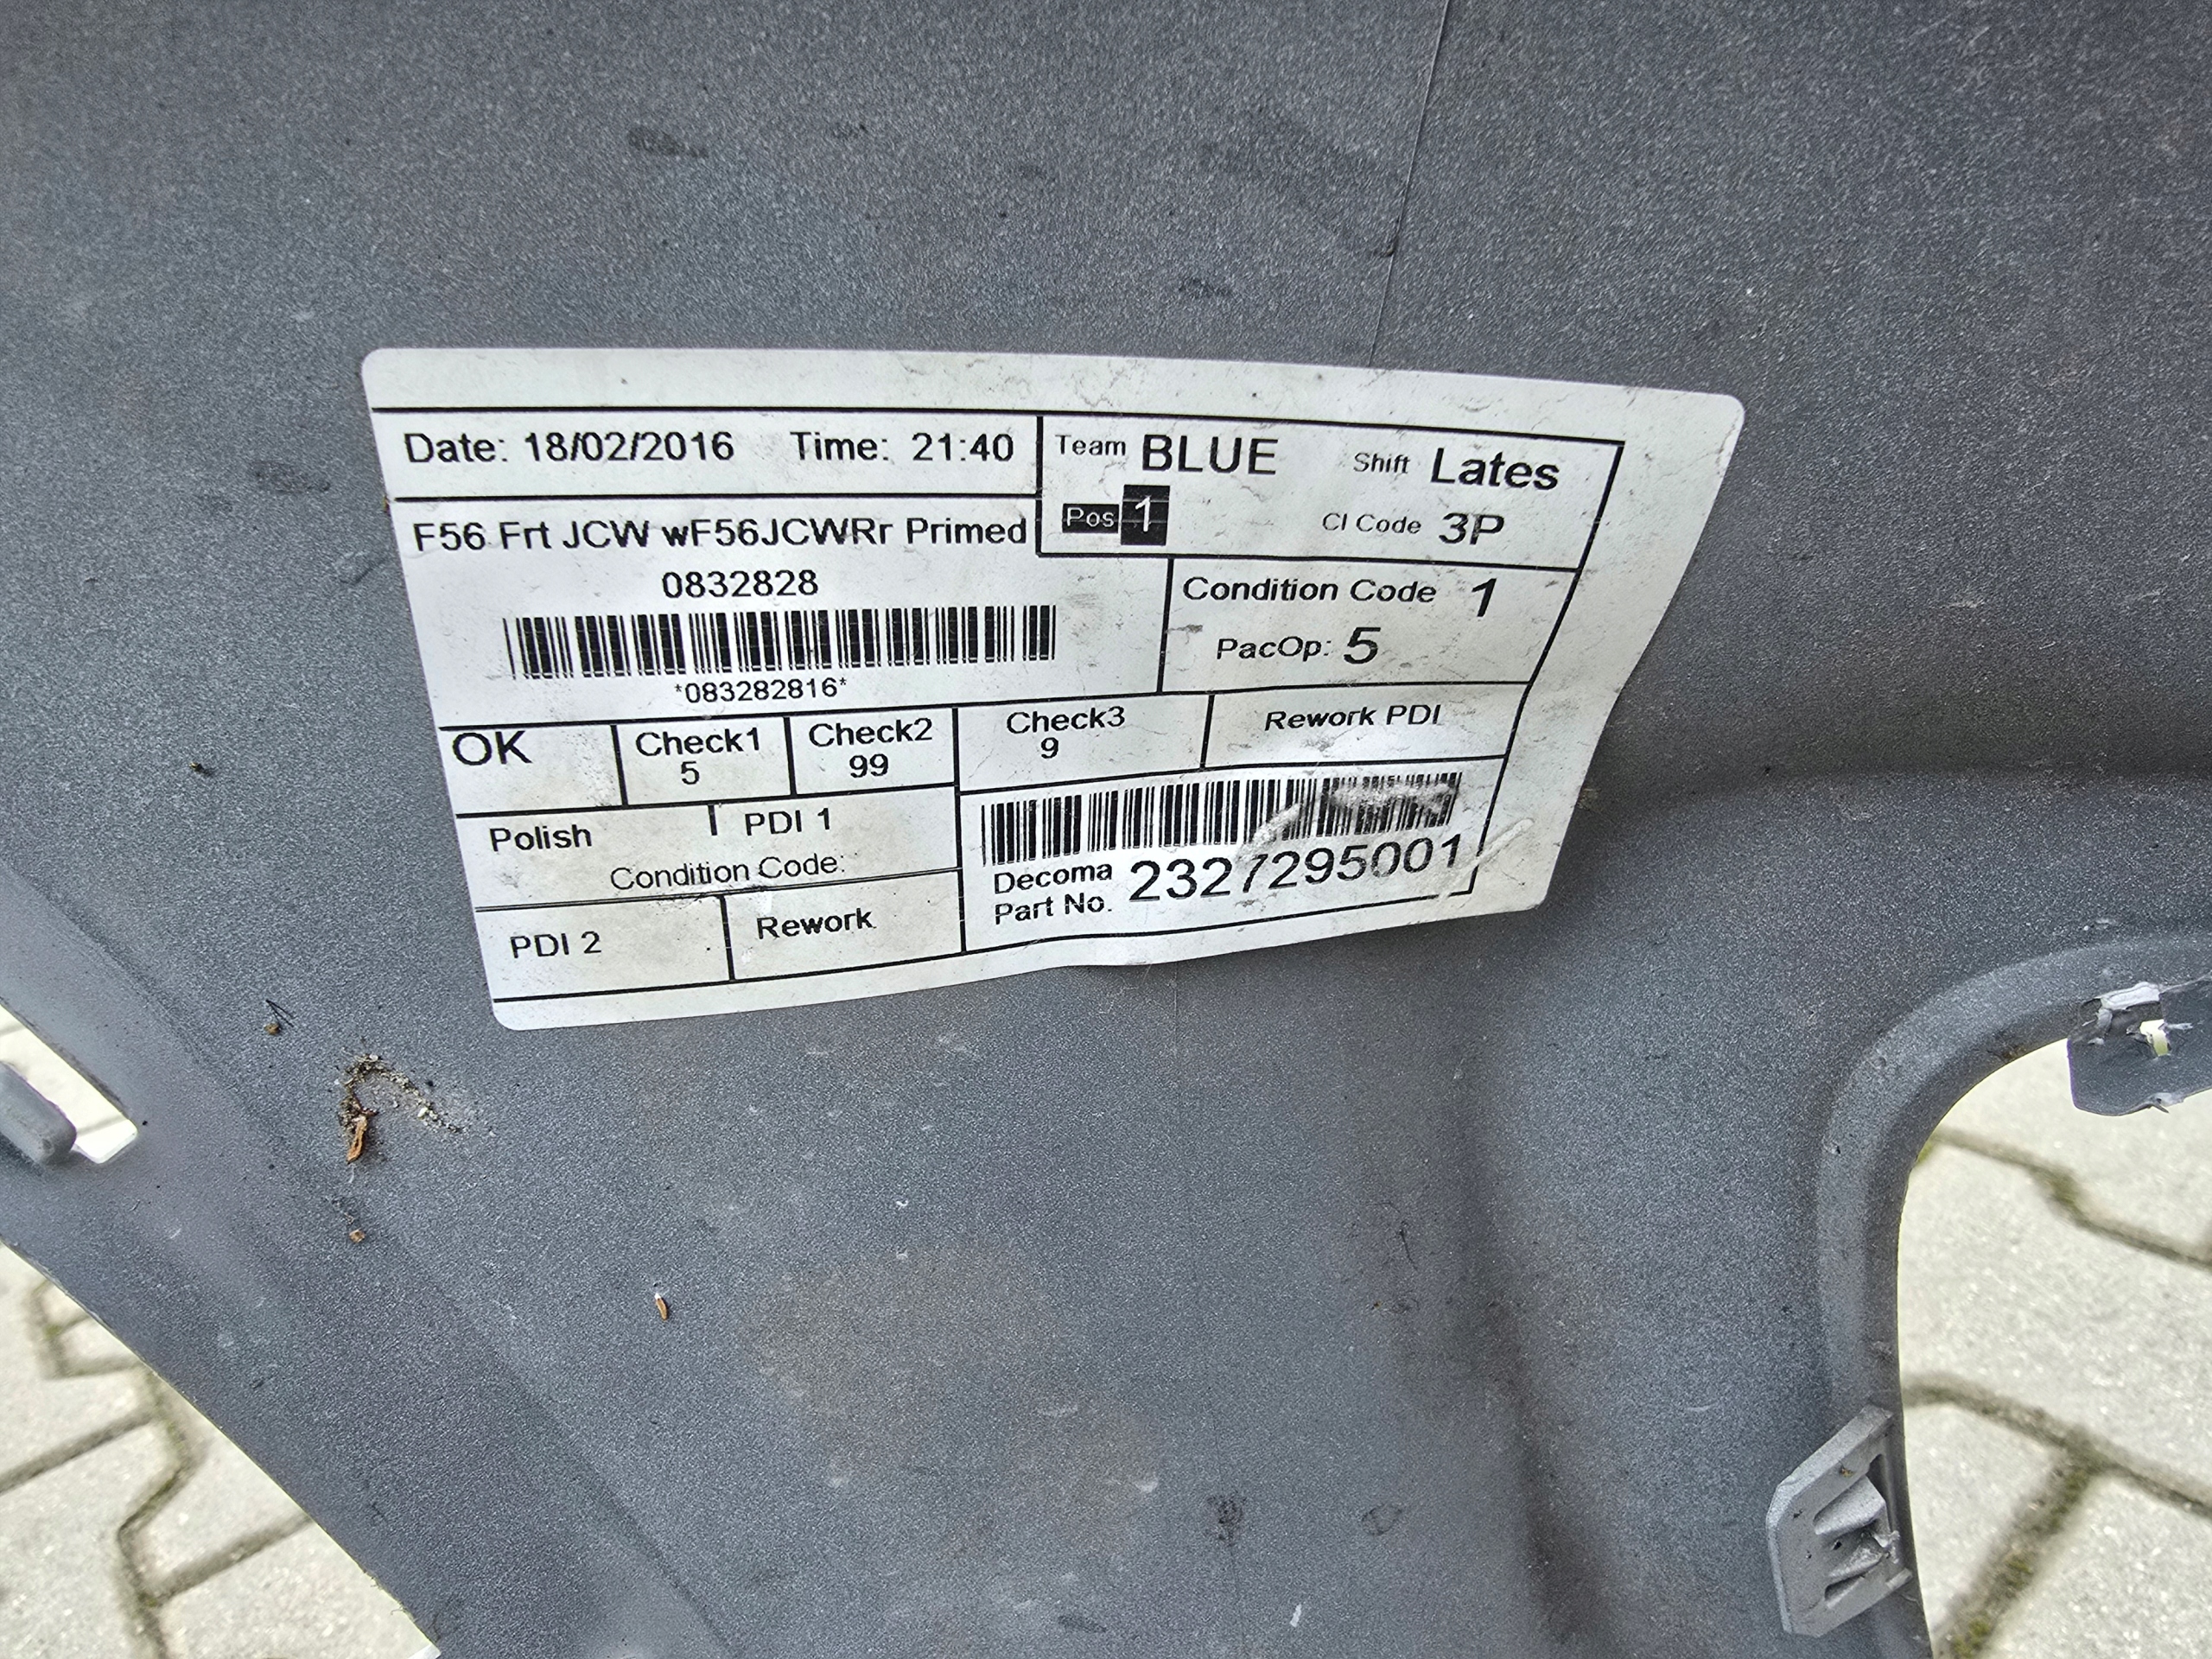 Date: 18/02/2016 Time: 21:40
Team BLUE Shift Lates
Pos 1 CI Code 3P
F56 Frt JCW wF56JCWRr Primed
0832828
*083282816*
Condition Code 1
PacOp: 5
OK
Check1
5
Check2
99
Check3
9
Rework PDI
Polish
PDI 1
Condition Code:
PDI 2
Rework
Decoma
Part No. 2327295001